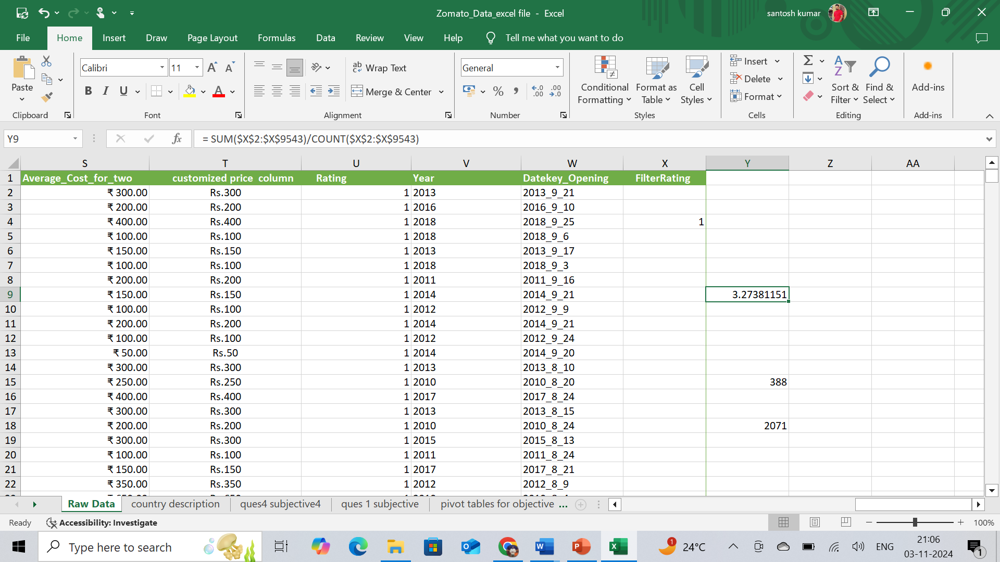 Zomato_Data_excel file - Excel
santosh kumar
File Home Insert Draw Page Layout Formulas Data Review View Help Tell me what you want to do
Calibri 11 A A ab Wrap Text General Insert
Paste B I U A Merge & Center % , .00 .00 Delete
Conditional Formatting Format as Table Cell Styles Format
Sort & Filter Find & Select Add-ins
Clipboard Font Alignment Number Styles Cells Editing Add-ins
Y9 fx = SUM($X$2:$X$9543)/COUNT($X$2:$X$9543)
S T U V W X Y Z AA
1 Average_Cost_for_two customized price column Rating Year Datekey_Opening FilterRating
2 ₹ 300.00 Rs.300 1 2013 2013_9_21
3 ₹ 200.00 Rs.200 1 2016 2016_9_10
4 ₹ 400.00 Rs.400 1 2018 2018_9_25 1
5 ₹ 100.00 Rs.100 1 2018 2018_9_6
6 ₹ 150.00 Rs.150 1 2013 2013_9_17
7 ₹ 100.00 Rs.100 1 2018 2018_9_3
8 ₹ 200.00 Rs.200 1 2011 2011_9_16
9 ₹ 150.00 Rs.150 1 2014 2014_9_21 3.27381151
10 ₹ 100.00 Rs.100 1 2012 2012_9_9
11 ₹ 200.00 Rs.200 1 2014 2014_9_21
12 ₹ 100.00 Rs.100 1 2012 2012_9_24
13 ₹ 50.00 Rs.50 1 2014 2014_9_20
14 ₹ 300.00 Rs.300 1 2013 2013_8_10
15 ₹ 250.00 Rs.250 1 2010 2010_8_20 388
16 ₹ 400.00 Rs.400 1 2017 2017_8_24
17 ₹ 300.00 Rs.300 1 2013 2013_8_15
18 ₹ 200.00 Rs.200 1 2010 2010_8_24 2071
19 ₹ 300.00 Rs.300 1 2015 2015_8_13
20 ₹ 100.00 Rs.100 1 2011 2011_8_24
21 ₹ 150.00 Rs.150 1 2017 2017_8_21
22 ₹ 350.00 Rs.350 1 2012 2012_8_9
Raw Data country description ques4 subjective4 ques 1 subjective pivot tables for objective ...
Ready Accessibility: Investigate 100%
Type here to search 1 24°C ENG 21:06
03-11-2024 1